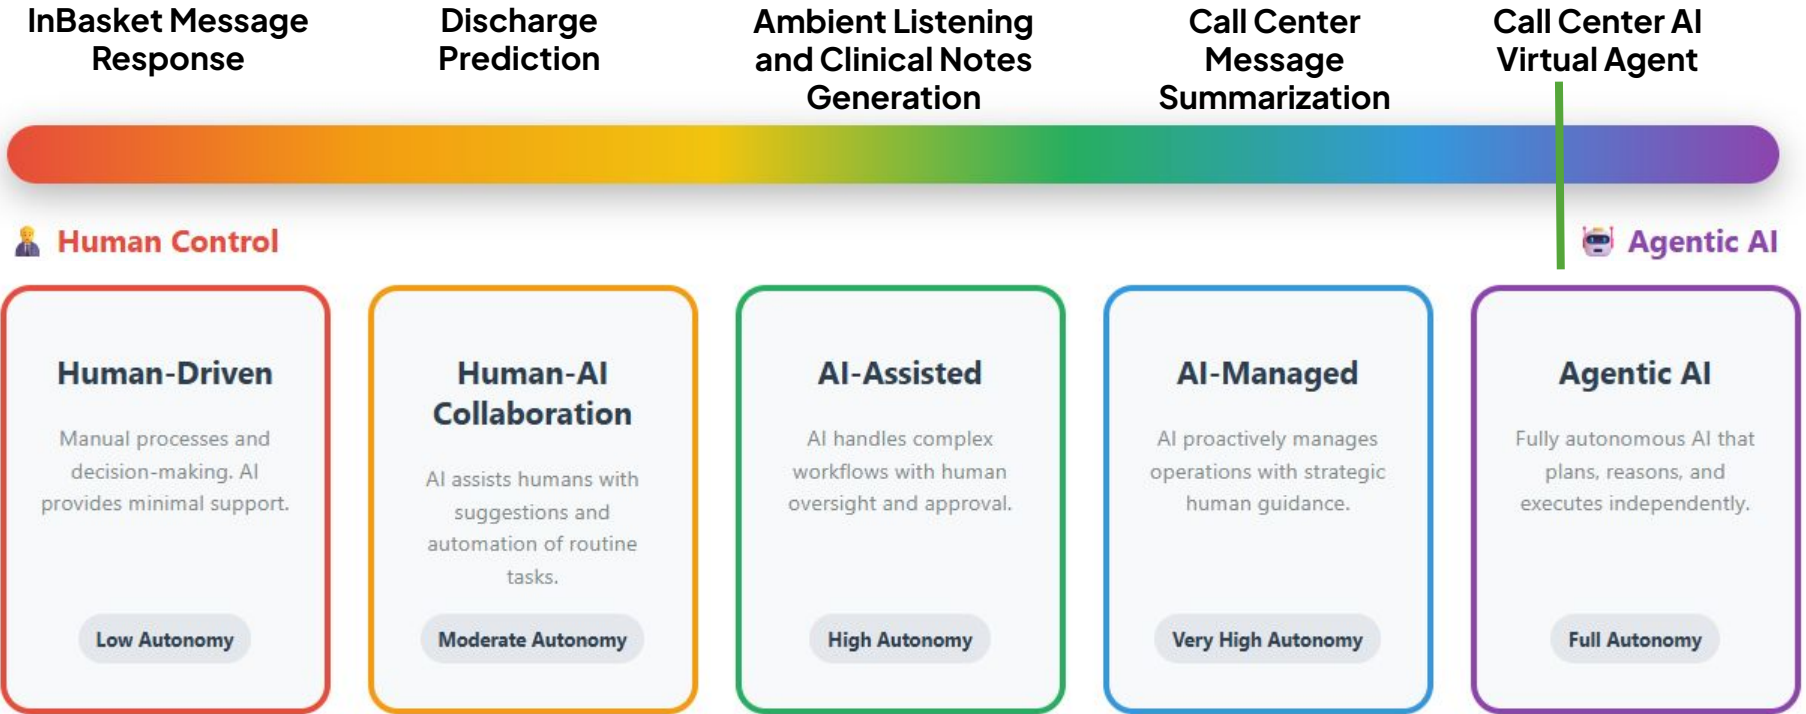 InBasket Message
Response
Discharge
Prediction
Ambient Listening
and Clinical Notes
Generation
Call Center
Message
Summarization
Call Center AI
Virtual Agent
Human Control
Agentic AI
Human-Driven
Manual processes and
decision-making. AI
provides minimal support.
Low Autonomy
Human-AI
Collaboration
AI assists humans with
suggestions and
automation of routine
tasks.
Moderate Autonomy
AI-Assisted
AI handles complex
workflows with human
oversight and approval.
High Autonomy
AI-Managed
AI proactively manages
operations with strategic
human guidance.
Very High Autonomy
Agentic AI
Fully autonomous AI that
plans, reasons, and
executes independently.
Full Autonomy